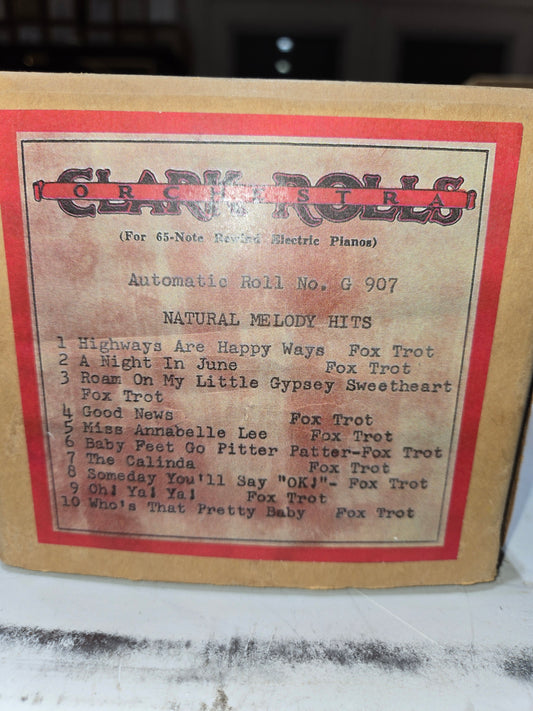 CLARK ORCHESTRA ROLLS
(For 65-Note Rewind Electric Pianos)
Automatic Roll No. G 907
NATURAL MELODY HITS
1 Highways Are Happy Ways Fox Trot
2 A Night In June Fox Trot
3 Roam On My Little Gypsey Sweetheart
Fox Trot
4 Good News Fox Trot
5 Miss Annabelle Lee Fox Trot
6 Baby Feet Go Pitter Patter-Fox Trot
7 The Calinda Fox Trot
8 Someday You'll Say "OK!"- Fox Trot
9 Oh! Ya! Ya! Fox Trot
10 Who's That Pretty Baby Fox Trot